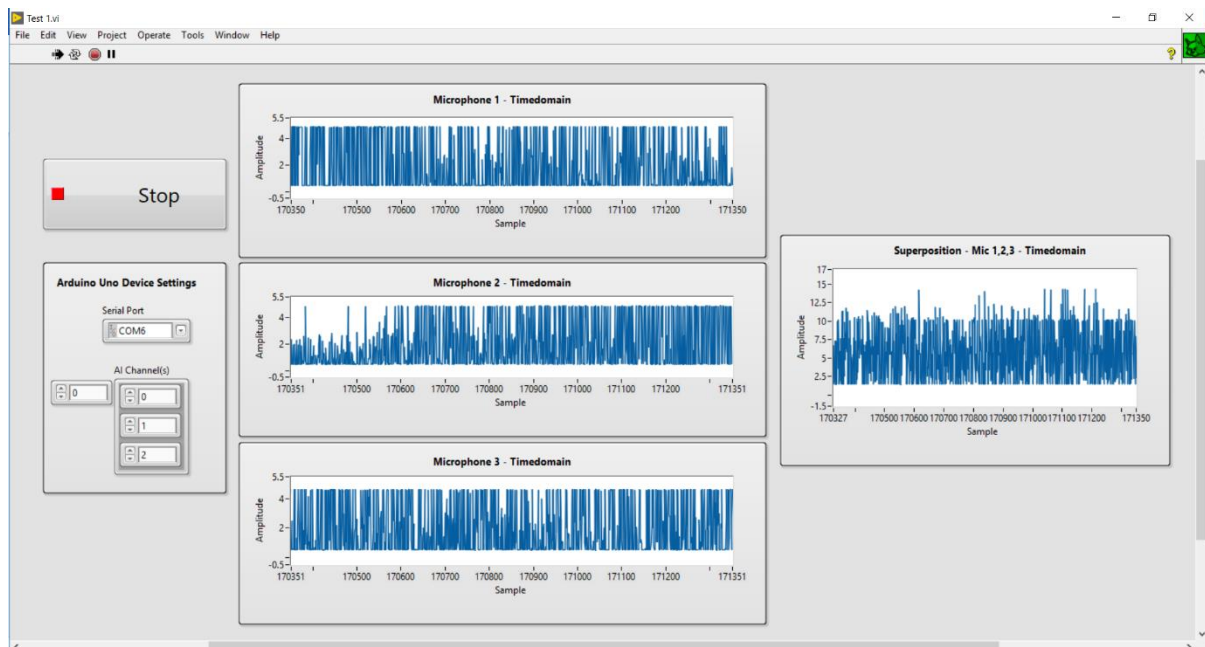 Test 1.vi
File Edit View Project Operate Tools Window Help
Stop
Arduino Uno Device Settings
Serial Port
COM6
AI Channel(s)
0
0
1
2
Microphone 1 - Timedomain
Amplitude
5.5
4
2
-0.5
170350 170500 170600 170700 170800 170900 171000 171100 171200 171350
Sample
Microphone 2 - Timedomain
Amplitude
5.5
4
2
-0.5
170351 170500 170600 170700 170800 170900 171000 171100 171200 171351
Sample
Microphone 3 - Timedomain
Amplitude
5.5
4
2
-0.5
170351 170500 170600 170700 170800 170900 171000 171100 171200 171351
Sample
Superposition - Mic 1,2,3 - Timedomain
Amplitude
17
15
12.5
10
7.5
5
2.5
-1.5
170327 170500 170600 170700 170800 170900 171000 171100 171200 171350
Sample